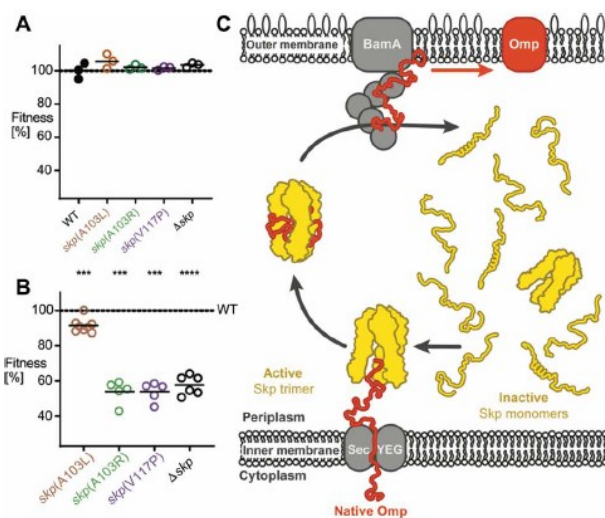 A
Fitness
[%]
100
80
60
40
WT
skp(A103L)
skp(A103R)
skp(V117P)
Δskp
*** *** *** ****
B
Fitness
[%]
100
80
60
40
WT
skp(A103L)
skp(A103R)
skp(V117P)
Δskp
C
Outer membrane
BamA
Omp
Active
Skp trimer
Inactive
Skp monomers
Periplasm
Inner membrane
Sec YEG
Cytoplasm
Native Omp